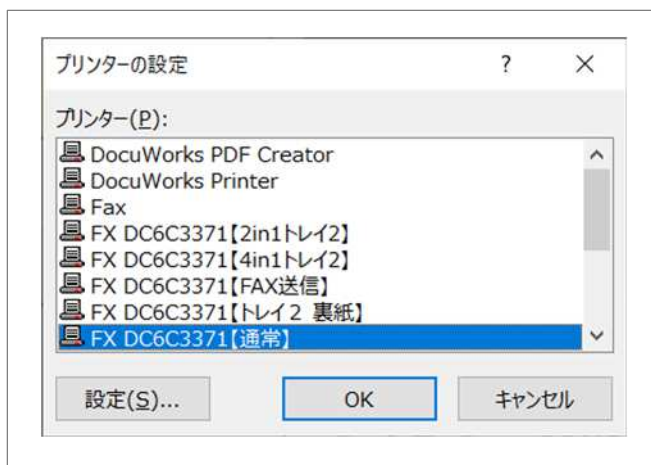 プリンターの設定 ? ×
プリンター(P):
DocuWorks PDF Creator
DocuWorks Printer
Fax
FX DC6C3371【2in1トレイ2】
FX DC6C3371【4in1トレイ2】
FX DC6C3371【FAX送信】
FX DC6C3371【トレイ2 裏紙】
FX DC6C3371【通常】
設定(S)... OK キャンセル